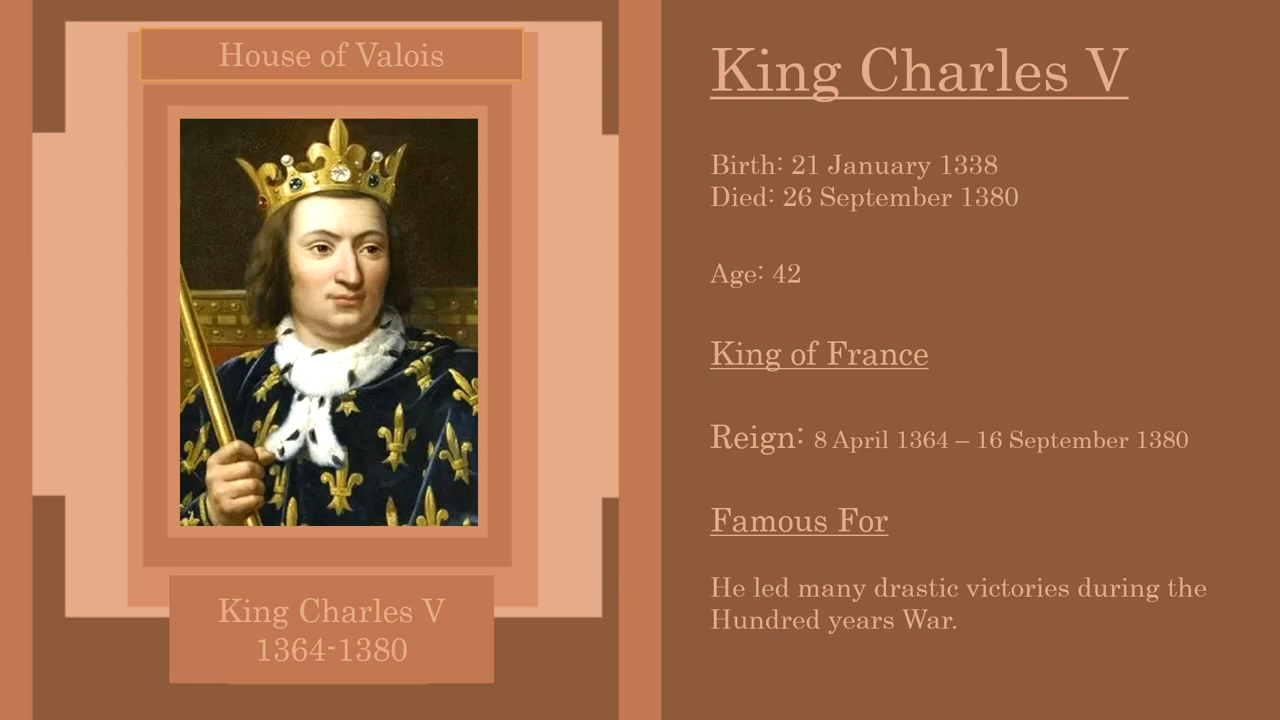 House of Valois
King Charles V
1364-1380
King Charles V
Birth: 21 January 1338
Died: 26 September 1380
Age: 42
King of France
Reign: 8 April 1364 – 16 September 1380
Famous For
He led many drastic victories during the
Hundred years War.